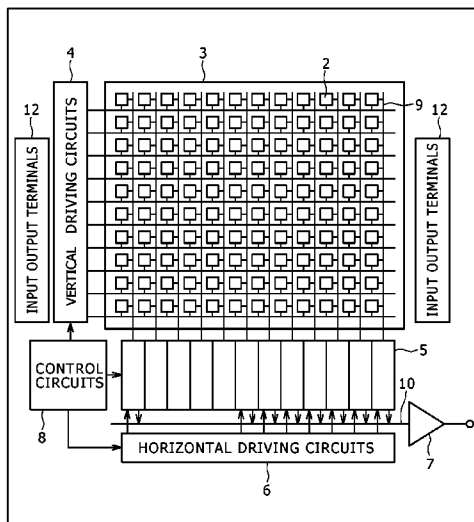 4
3
2
9
12
12
INPUT OUTPUT TERMINALS
VERTICAL DRIVING CIRCUITS
INPUT OUTPUT TERMINALS
CONTROL
CIRCUITS
5
8
10
HORIZONTAL DRIVING CIRCUITS
7
6